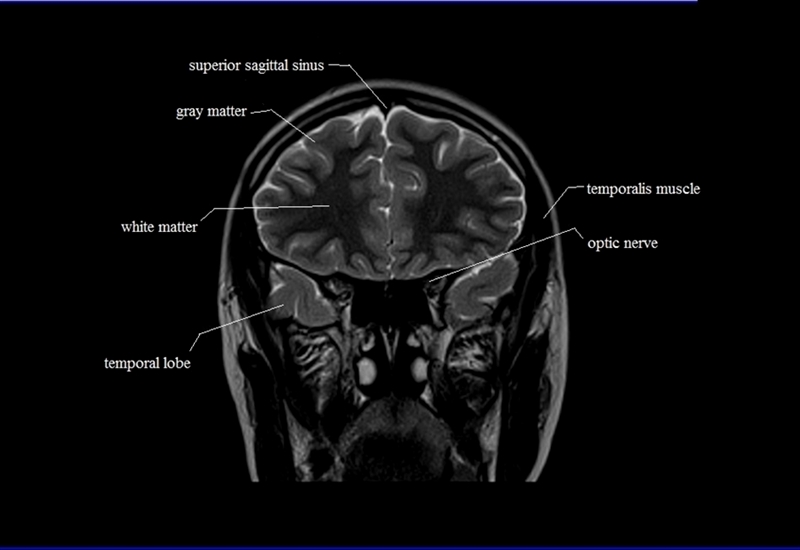 superior sagittal sinus
gray matter
temporalis muscle
white matter
optic nerve
temporal lobe